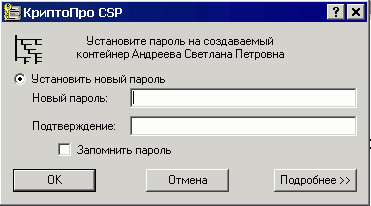 КриптоПро CSP
Установите пароль на создаваемый
контейнер Андреева Светлана Петровна
Установить новый пароль
Новый пароль:
Подтверждение:
Запомнить пароль
OK
Отмена
Подробнее >>